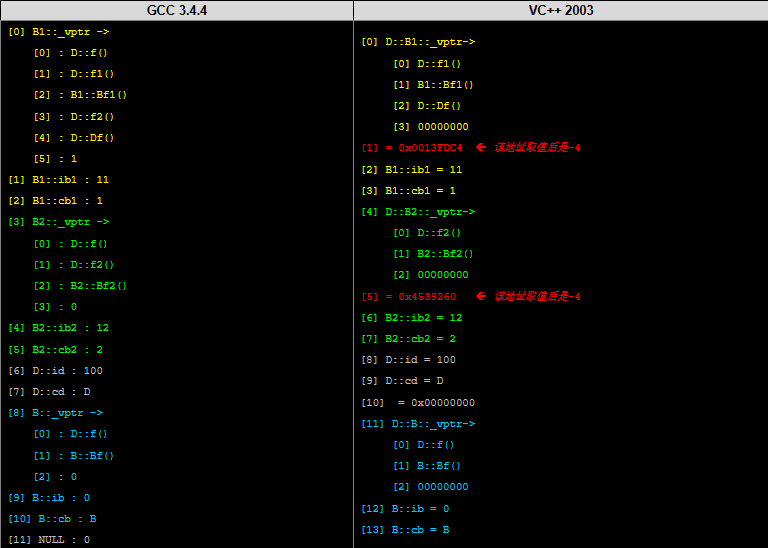 GCC 3.4.4
[0] B1::_vptr ->
[0] : D::f()
[1] : D::f1()
[2] : B1::Bf1()
[3] : D::f2()
[4] : D::Df()
[5] : 1
[1] B1::ib1 : 11
[2] B1::cb1 : 1
[3] B2::_vptr ->
[0] : D::f()
[1] : D::f2()
[2] : B2::Bf2()
[3] : 0
[4] B2::ib2 : 12
[5] B2::cb2 : 2
[6] D::id : 100
[7] D::cd : D
[8] B::_vptr ->
[0] : D::f()
[1] : B::Bf()
[2] : 0
[9] B::ib : 0
[10] B::cb : B
[11] NULL : 0
VC++ 2003
[0] D::B1::_vptr->
[0] D::f1()
[1] B1::Bf1()
[2] D::Df()
[3] 00000000
[1] = 0x0013FDC4 ← 该地址取值后是-4
[2] B1::ib1 = 11
[3] B1::cb1 = 1
[4] D::B2::_vptr->
[0] D::f2()
[1] B2::Bf2()
[2] 00000000
[5] = 0x4539260 ← 该地址取值后是-4
[6] B2::ib2 = 12
[7] B2::cb2 = 2
[8] D::id = 100
[9] D::cd = D
[10] = 0x00000000
[11] D::B::_vptr->
[0] D::f()
[1] B::Bf()
[2] 00000000
[12] B::ib = 0
[13] B::cb = B